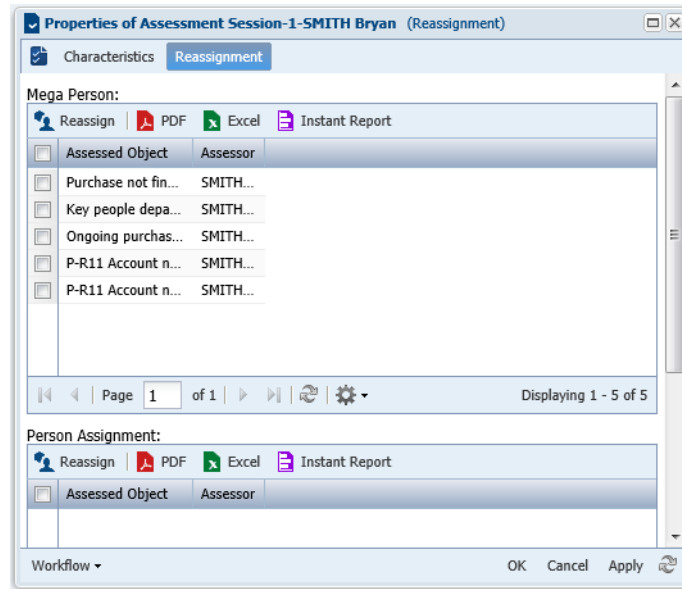 Properties of Assessment Session-1-SMITH Bryan (Reassignment)
Characteristics Reassignment
Mega Person:
Reassign PDF Excel Instant Report
Assessed Object Assessor
Purchase not fin... SMITH...
Key people depa... SMITH...
Ongoing purchas... SMITH...
P-R11 Account n... SMITH...
P-R11 Account n... SMITH...
Page 1 of 1 Displaying 1 - 5 of 5
Person Assignment:
Reassign PDF Excel Instant Report
Assessed Object Assessor
Workflow OK Cancel Apply